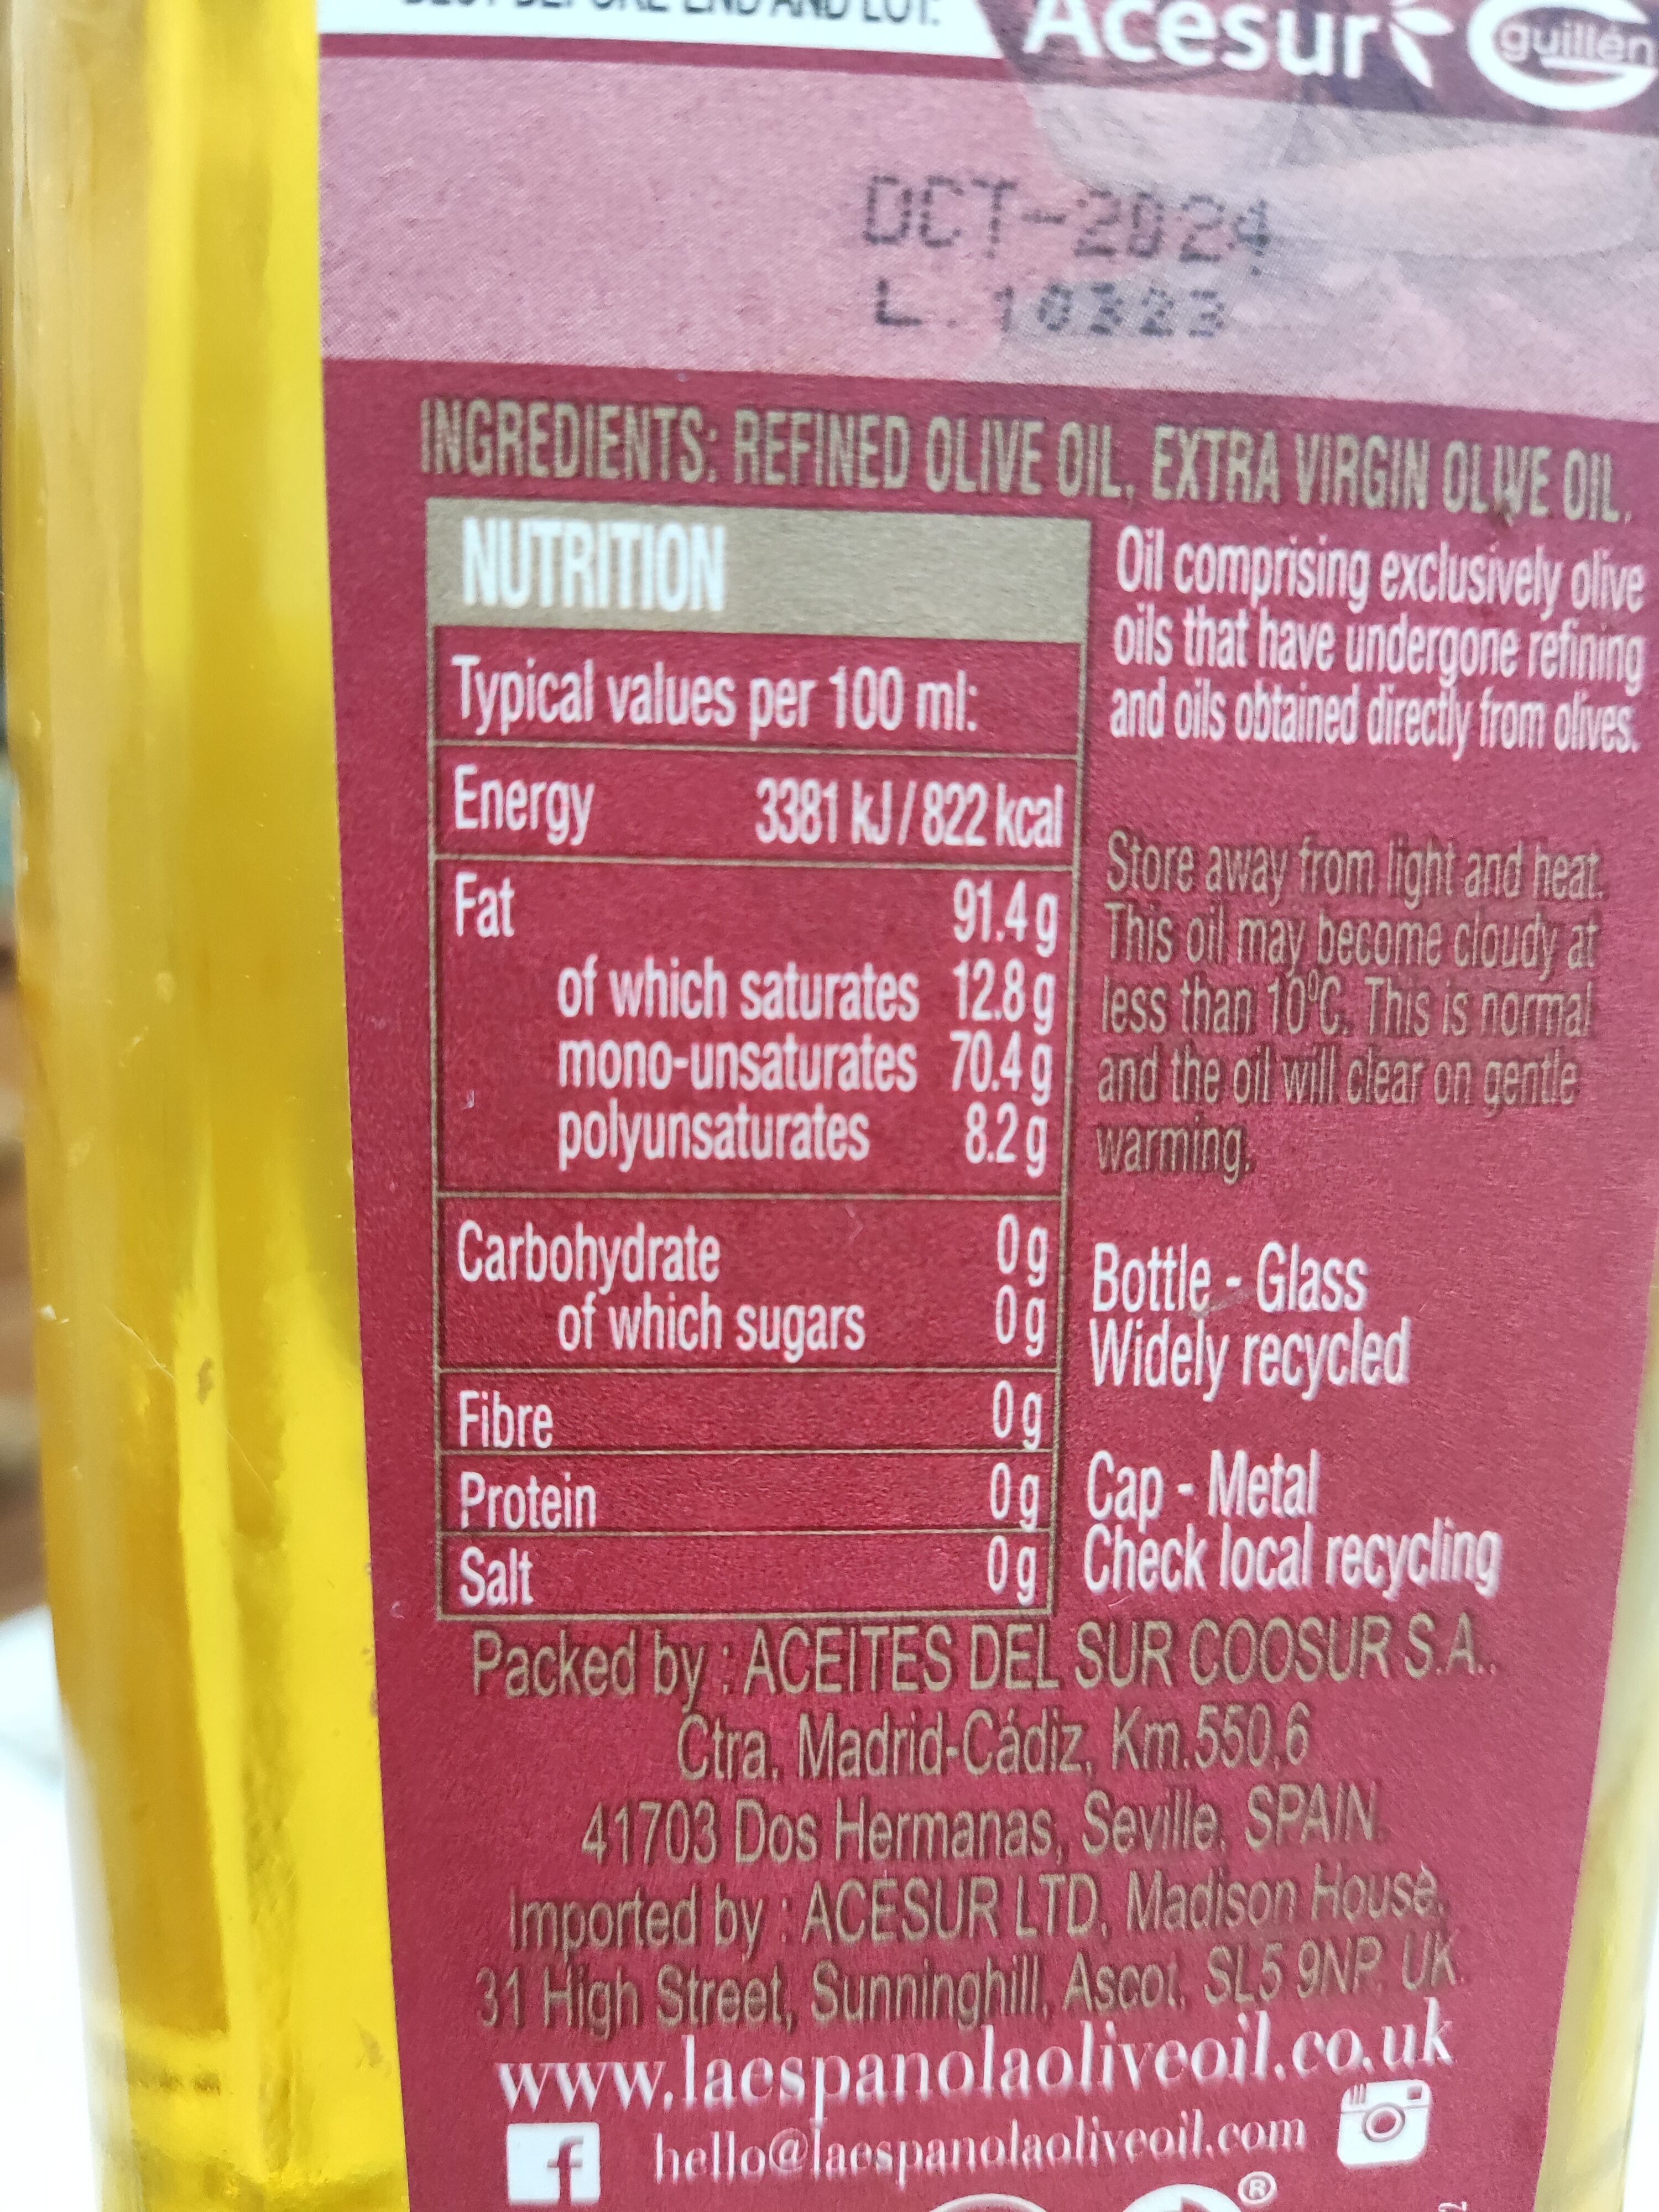 BEST BEFORE END AND LOT:
Acesur
guillén
OCT-2024
L. 10323
INGREDIENTS: REFINED OLIVE OIL, EXTRA VIRGIN OLIVE OIL.
NUTRITION
Typical values per 100 ml:
Energy 3381 kJ/822 kcal
Fat 91.4 g
of which saturates 12.8 g
mono-unsaturates 70.4 g
polyunsaturates 8.2 g
Carbohydrate 0 g
of which sugars 0 g
Fibre 0 g
Protein 0 g
Salt 0 g
Oil comprising exclusively olive
oils that have undergone refining
and oils obtained directly from olives.
Store away from light and heat.
This oil may become cloudy at
less than 10ºC. This is normal
and the oil will clear on gentle
warming.
Bottle - Glass
Widely recycled
Cap - Metal
Check local recycling
Packed by : ACEITES DEL SUR COOSUR S.A..
Ctra. Madrid-Cádiz, Km.550,6
41703 Dos Hermanas, Seville. SPAIN.
Imported by : ACESUR LTD, Madison House,
31 High Street, Sunninghill, Ascot, SL5 9NP. UK.
www.laespanolaoliveoil.co.uk
f hello@laespanolaoliveoil.com
®